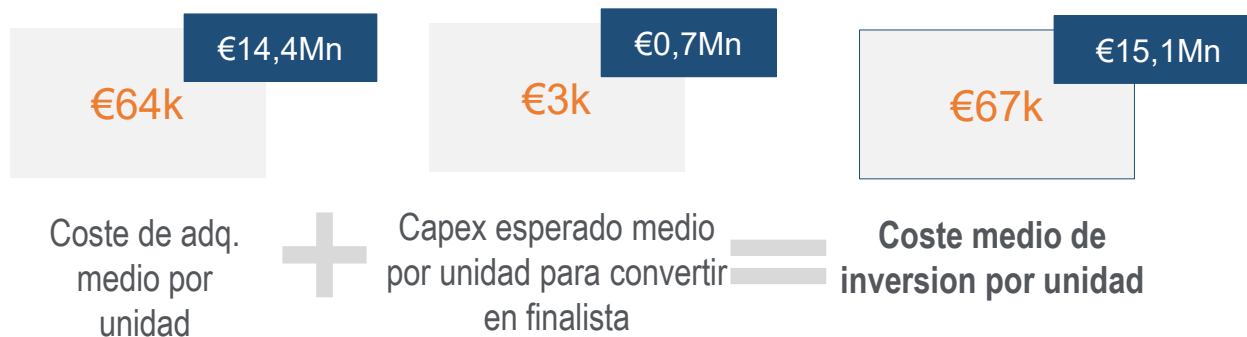 €14,4Mn
€64k
Coste de adq.
medio por
unidad
+
€0,7Mn
€3k
Capex esperado medio
por unidad para convertir
en finalista
=
€15,1Mn
€67k
Coste medio de
inversion por unidad